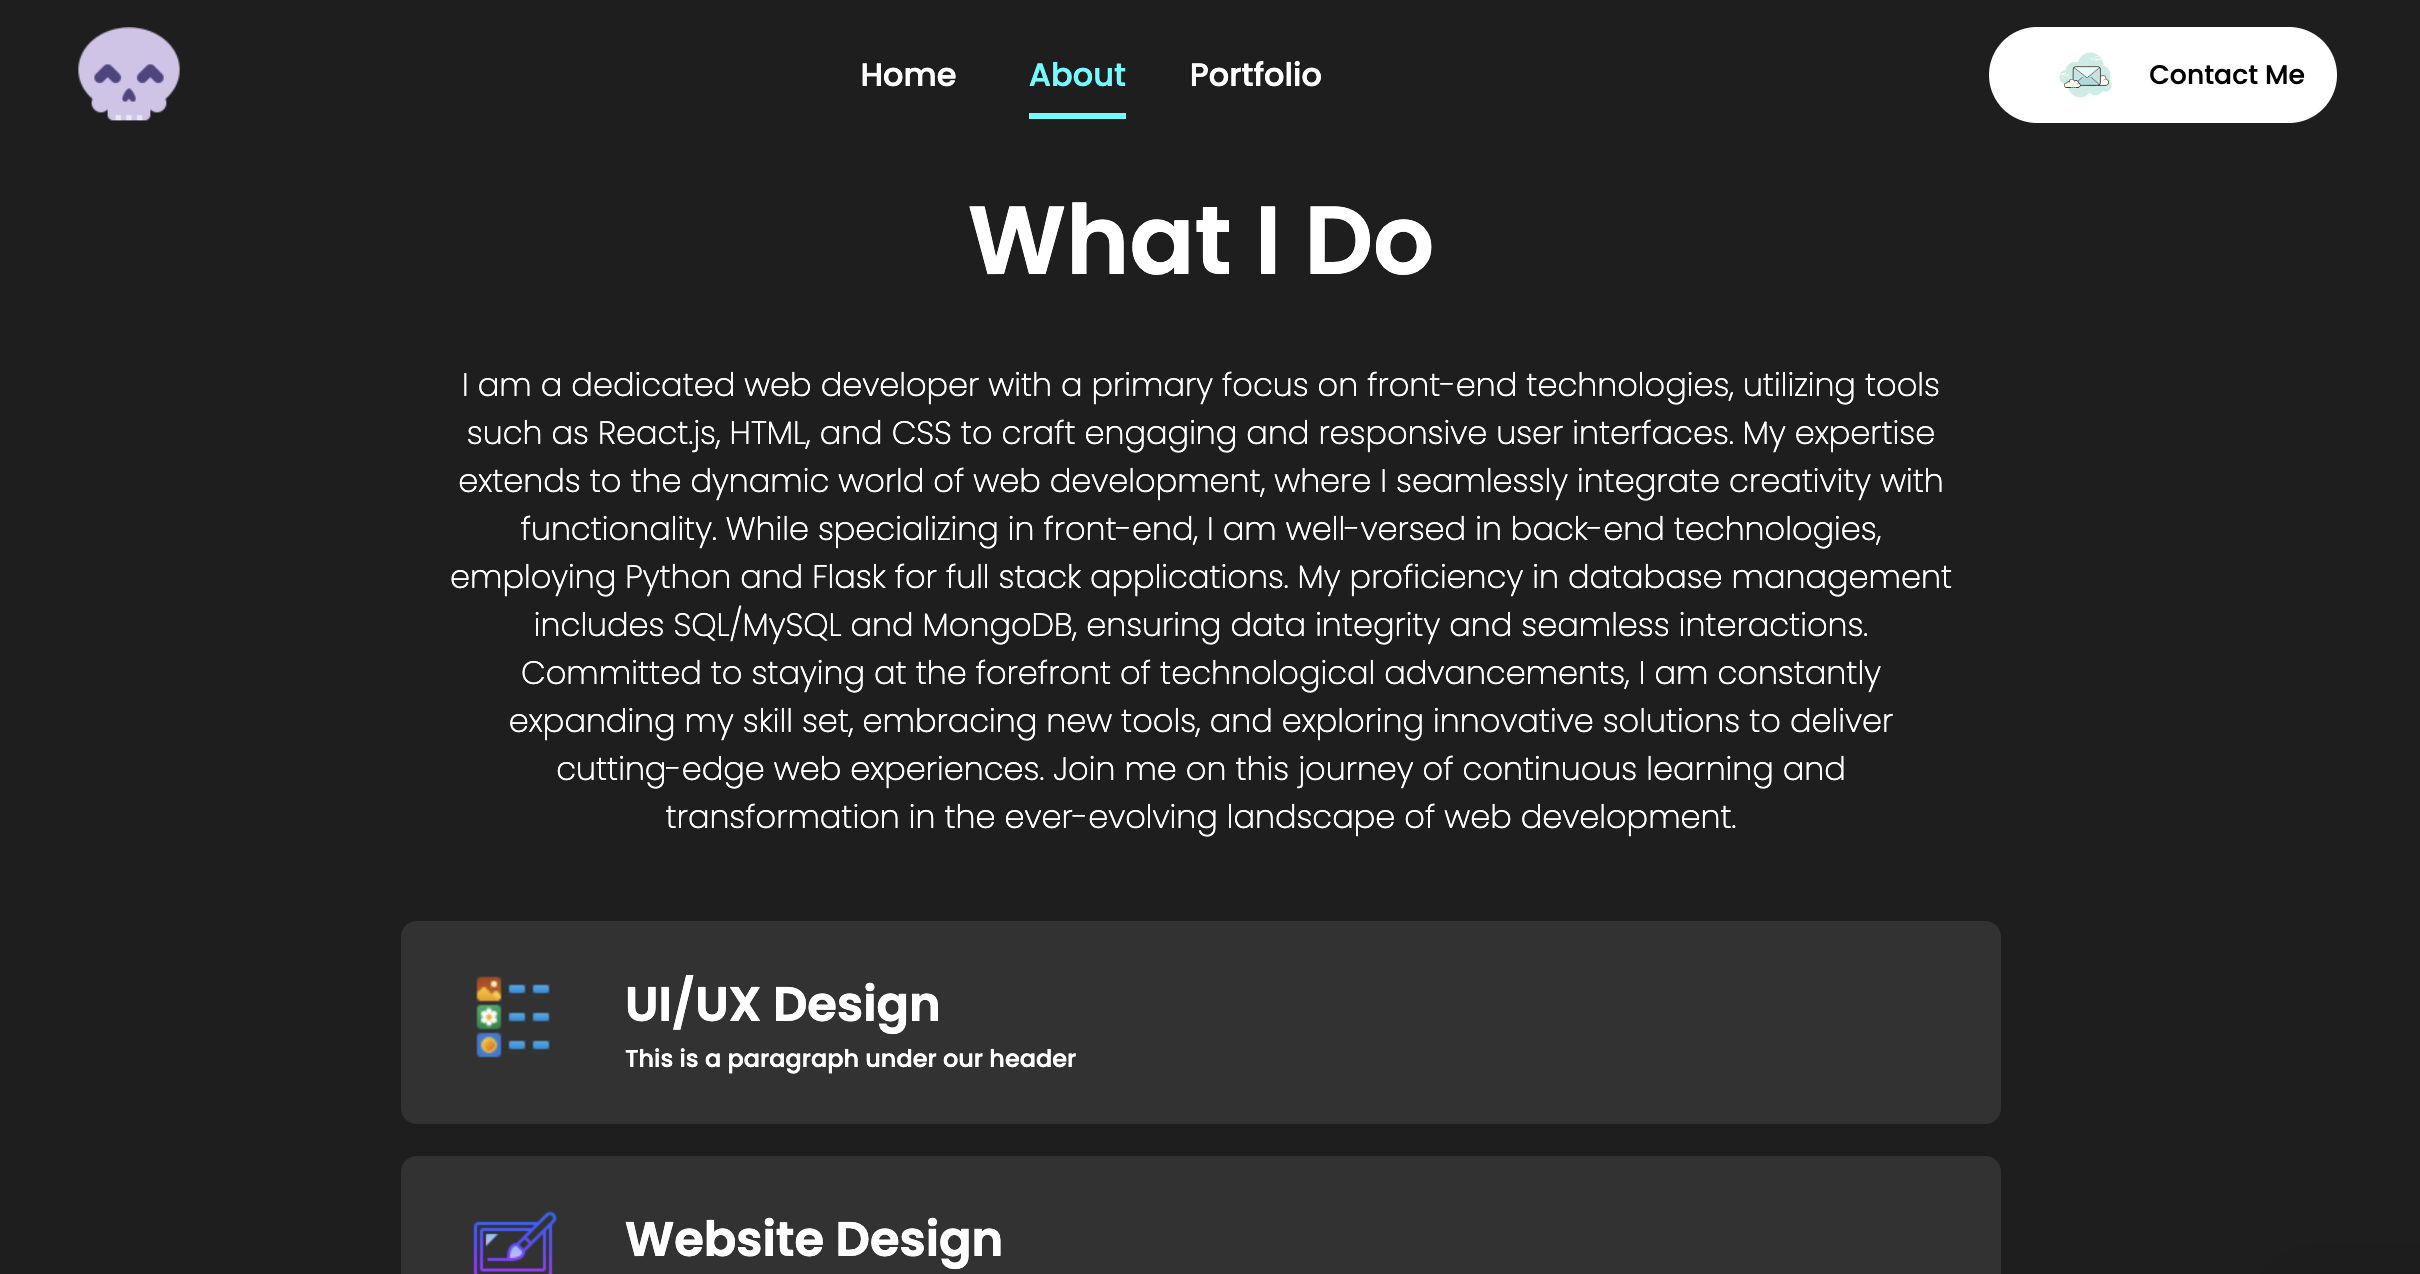 Home About Portfolio Contact Me
What I Do
I am a dedicated web developer with a primary focus on front-end technologies, utilizing tools
such as React.js, HTML, and CSS to craft engaging and responsive user interfaces. My expertise
extends to the dynamic world of web development, where I seamlessly integrate creativity with
functionality. While specializing in front-end, I am well-versed in back-end technologies,
employing Python and Flask for full stack applications. My proficiency in database management
includes SQL/MySQL and MongoDB, ensuring data integrity and seamless interactions.
Committed to staying at the forefront of technological advancements, I am constantly
expanding my skill set, embracing new tools, and exploring innovative solutions to deliver
cutting-edge web experiences. Join me on this journey of continuous learning and
transformation in the ever-evolving landscape of web development.
UI/UX Design
This is a paragraph under our header
Website Design